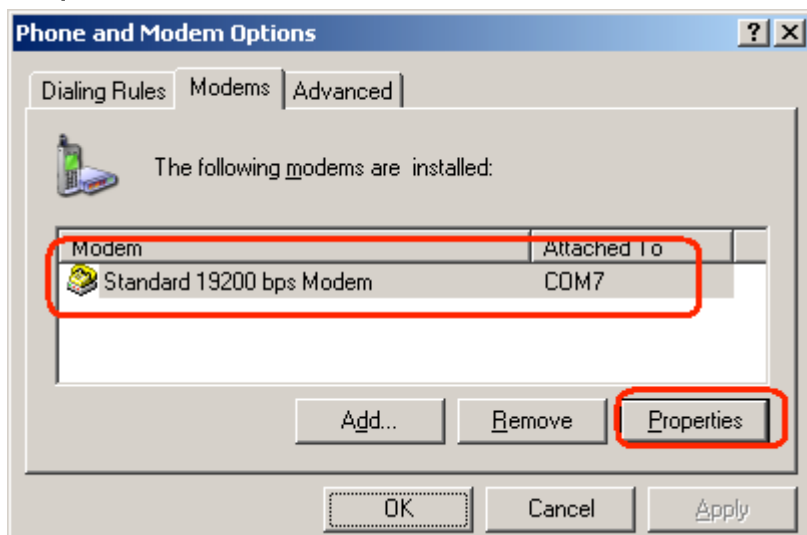 Phone and Modem Options ? X
Dialing Rules Modems Advanced
The following modems are installed:
Modem Attached To
Standard 19200 bps Modem COM7
Add... Remove Properties
OK Cancel Apply